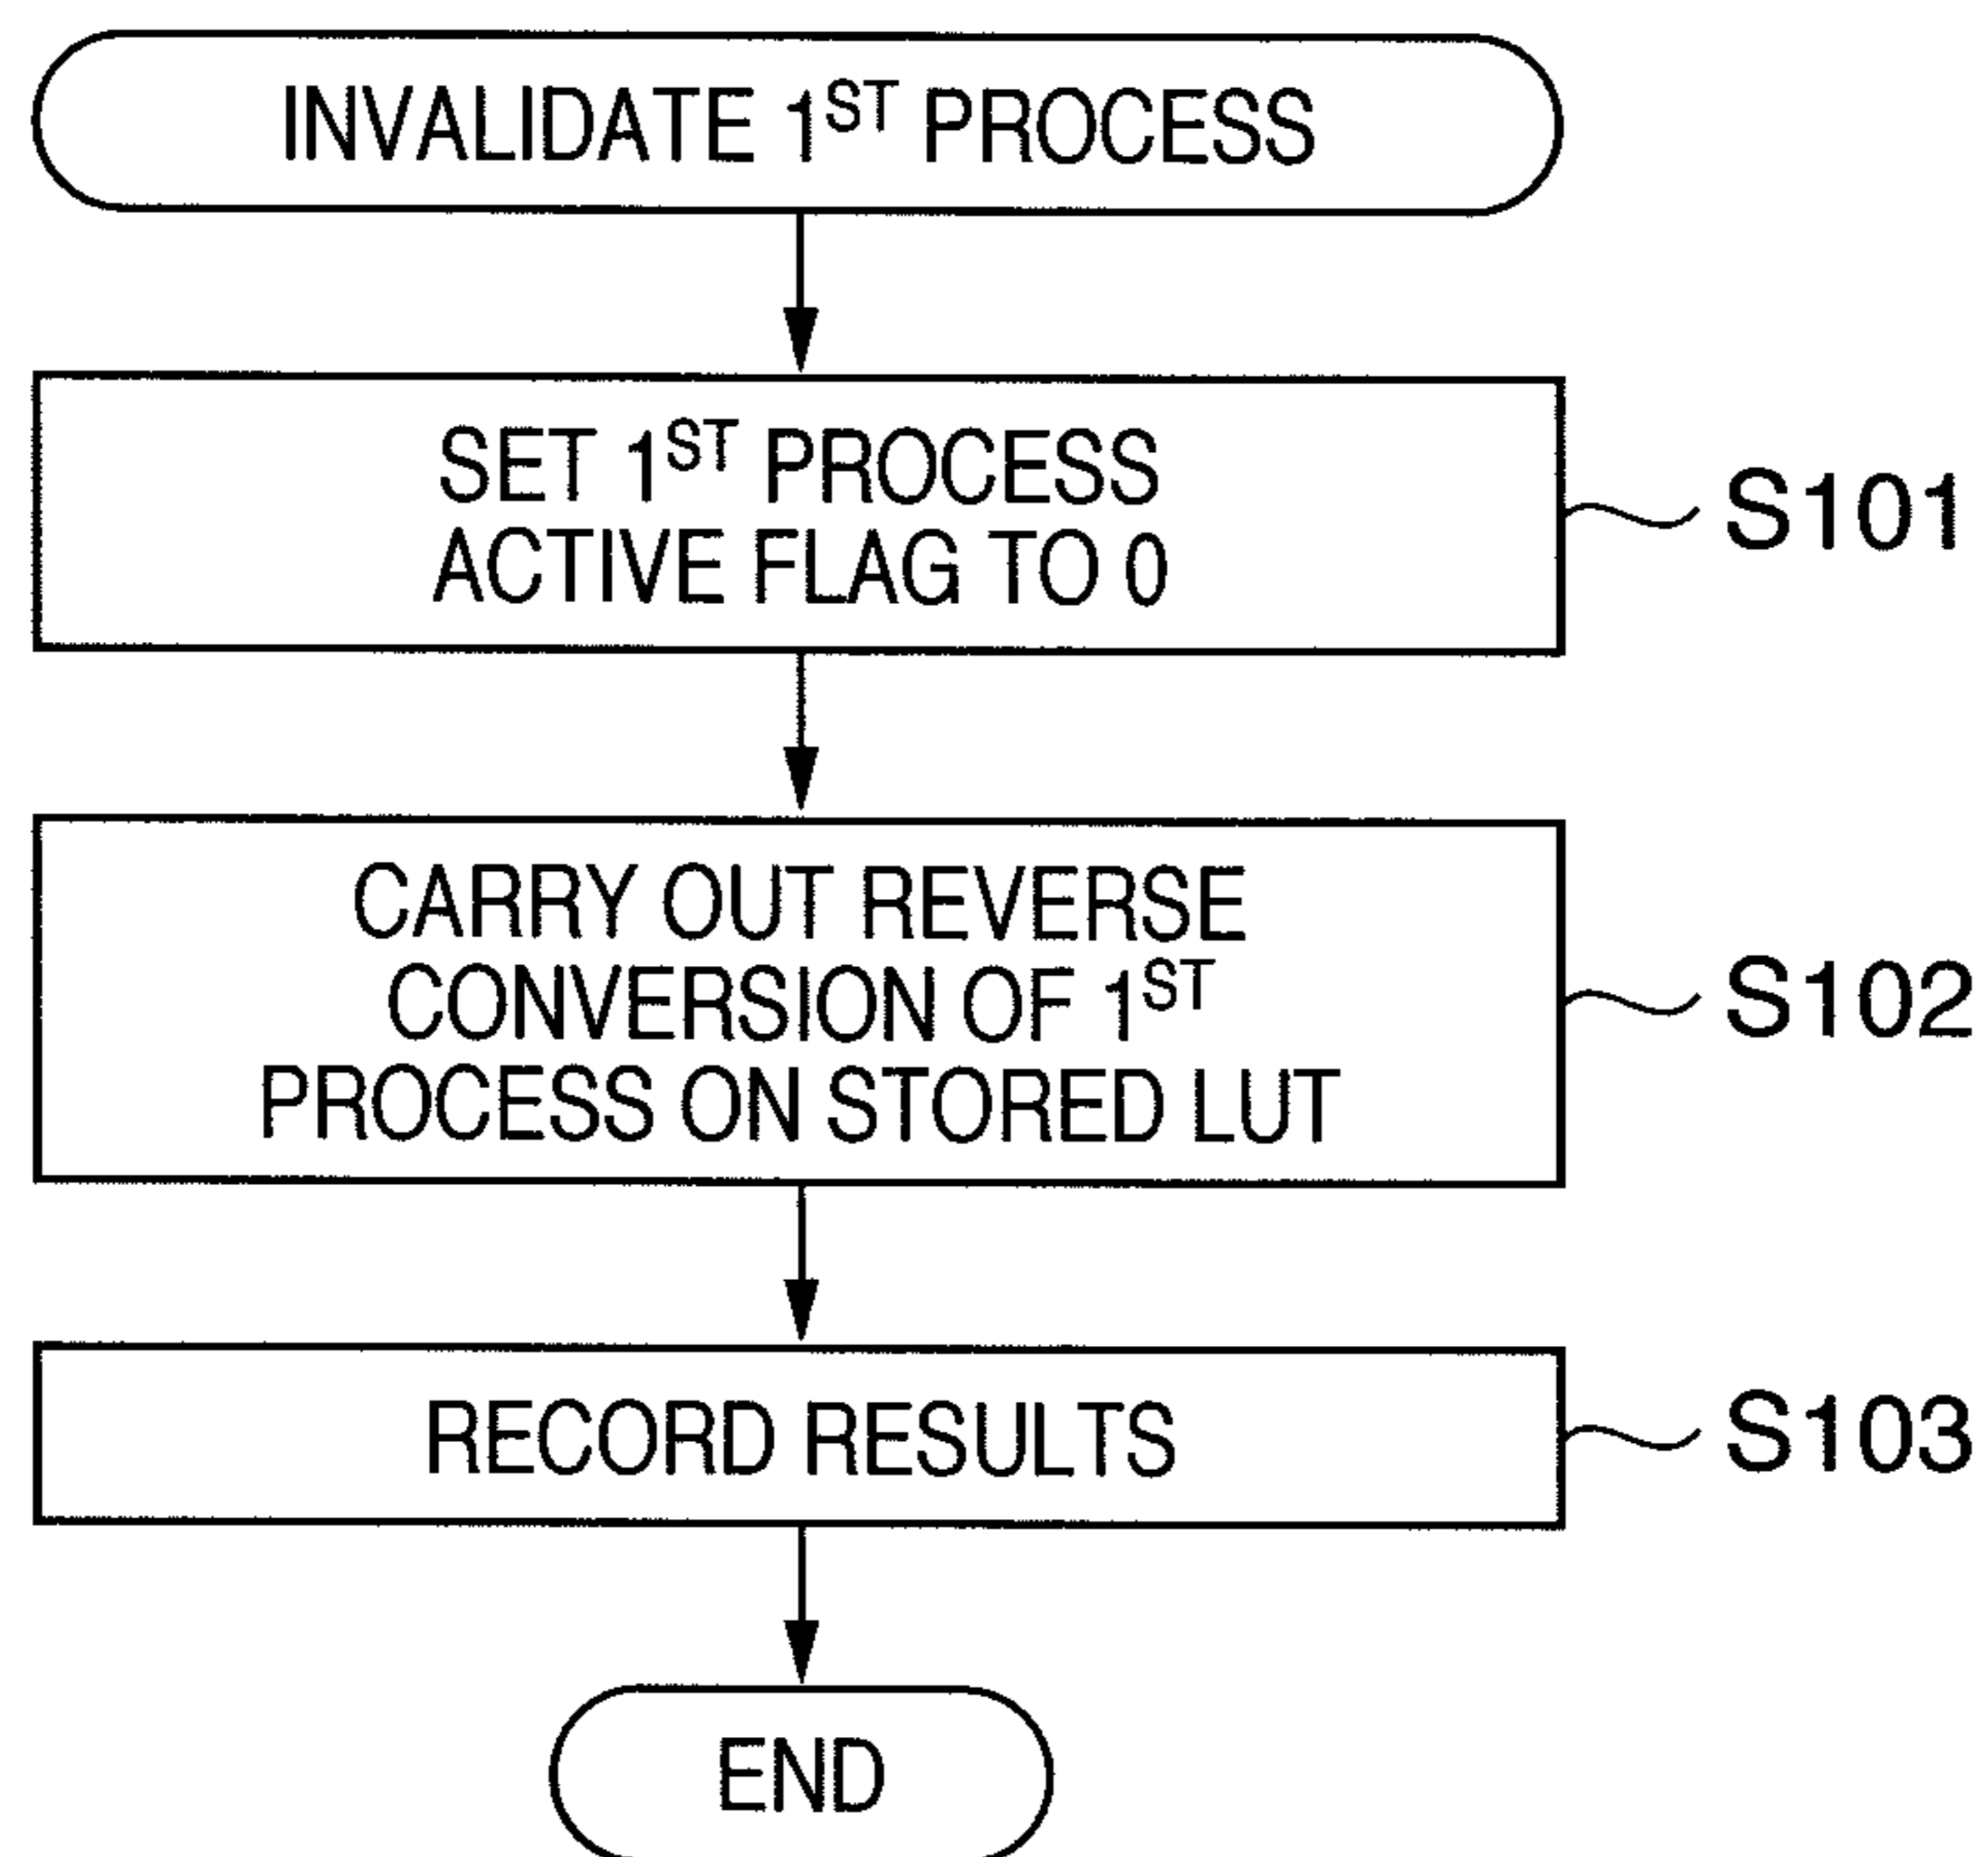 INVALIDATE 1ST PROCESS
SET 1ST PROCESS
ACTIVE FLAG TO 0
S101
CARRY OUT REVERSE
CONVERSION OF 1ST
PROCESS ON STORED LUT
S102
RECORD RESULTS
S103
END